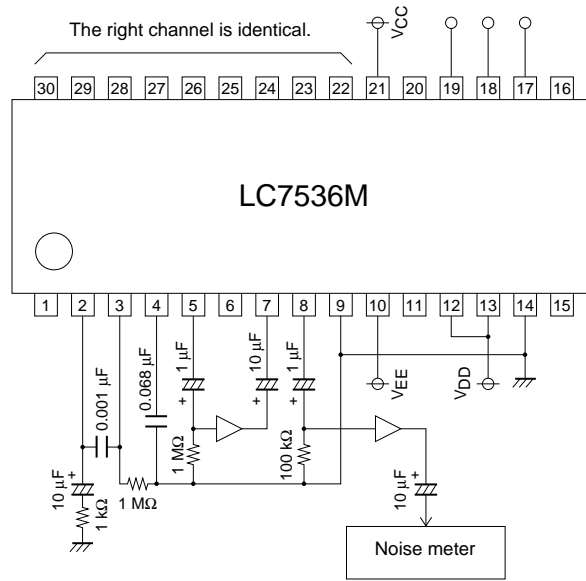 The right channel is identical.
VCC
30 29 28 27 26 25 24 23 22 21 20 19 18 17 16
LC7536M
1 2 3 4 5 6 7 8 9 10 11 12 13 14 15
0.001 μF
0.068 μF
1 μF
10 μF
1 μF
VEE
VDD
+
+
+
1 MΩ
100 kΩ
10 μF
+
1 kΩ
1 MΩ
10 μF
+
Noise meter